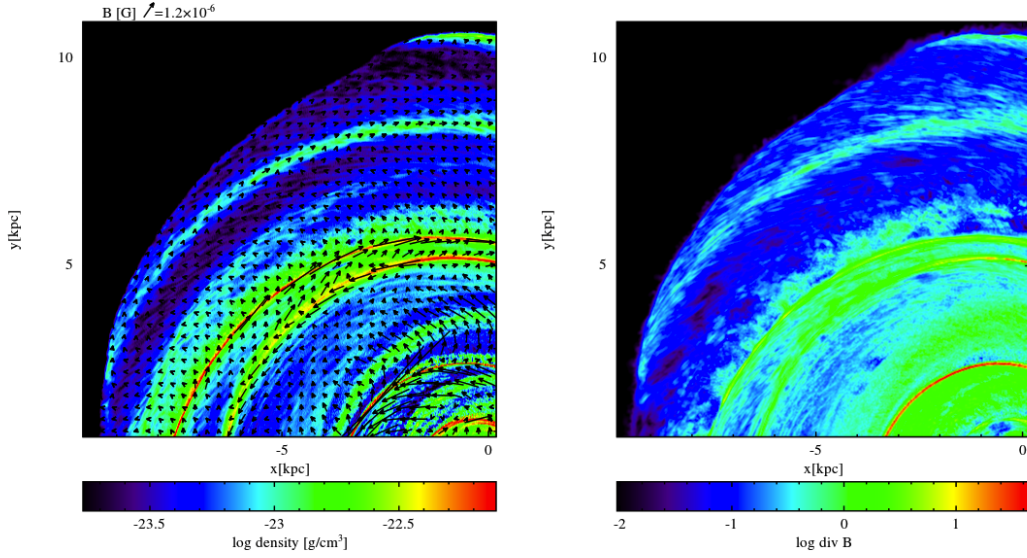 B [G] =1.2×10⁻⁶
10
5
y[kpc]
-5
0
x[kpc]
-23.5
-23
-22.5
log density [g/cm³]
10
5
y[kpc]
-5
0
x[kpc]
-2
-1
0
1
log div B